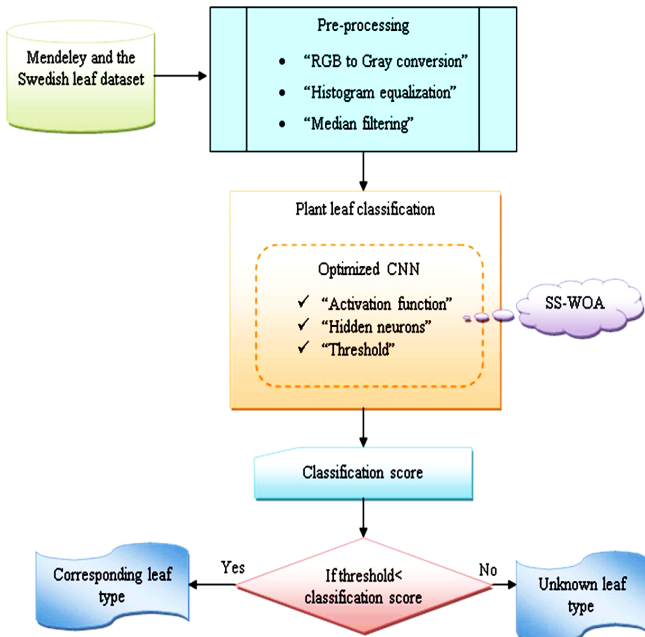 Mendeley and the
Swedish leaf dataset
Pre-processing
• “RGB to Gray conversion”
• “Histogram equalization”
• “Median filtering”
Plant leaf classification
Optimized CNN
✓ “Activation function”
✓ “Hidden neurons”
✓ “Threshold”
SS-WOA
Classification score
If threshold<
classification score
Yes
No
Corresponding leaf
type
Unknown leaf
type